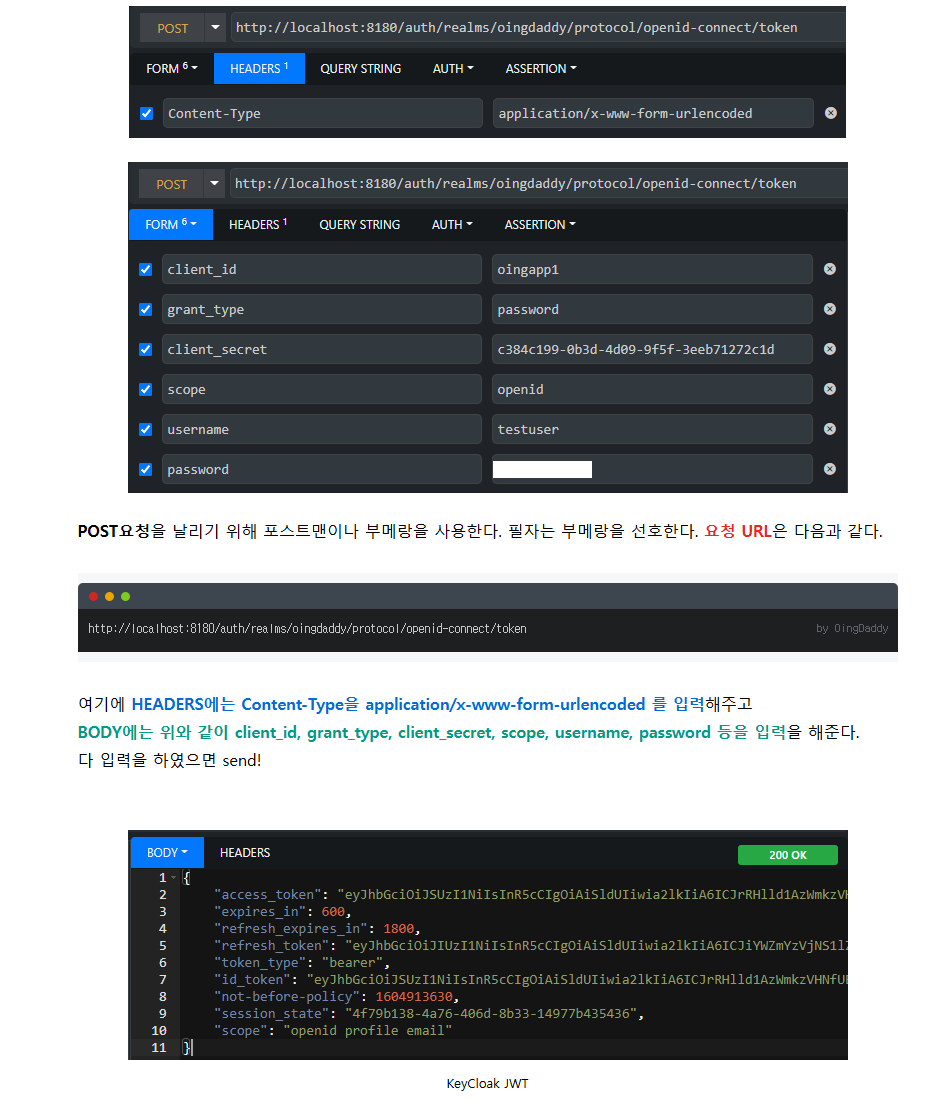 POST http://localhost:8180/auth/realms/oingdaddy/protocol/openid-connect/token
FORM 6 HEADERS 1 QUERY STRING AUTH ASSERTION
Content-Type application/x-www-form-urlencoded
POST http://localhost:8180/auth/realms/oingdaddy/protocol/openid-connect/token
FORM 6 HEADERS 1 QUERY STRING AUTH ASSERTION
client_id oingapp1
grant_type password
client_secret c384c199-0b3d-4d09-9f5f-3eeb71272c1d
scope openid
username testuser
password
POST요청을 날리기 위해 포스트맨이나 부메랑을 사용한다. 필자는 부메랑을 선호한다. 요청 URL은 다음과 같다.
http://localhost:8180/auth/realms/oingdaddy/protocol/openid-connect/token by OingDaddy
여기에 HEADERS에는 Content-Type을 application/x-www-form-urlencoded 를 입력해주고
BODY에는 위와 같이 client_id, grant_type, client_secret, scope, username, password 등을 입력을 해준다.
다 입력을 하였으면 send!
BODY HEADERS 200 OK
1 {
2 "access_token": "eyJhbGciOiJSUzI1NiIsInR5cCIgOiAiSldUIiwia2lkIiA6ICJrRHlld1AzWmkzVH
3 "expires_in": 600,
4 "refresh_expires_in": 1800,
5 "refresh_token": "eyJhbGciOiJIUzI1NiIsInR5cCIgOiAiSldUIiwia2lkIiA6ICJiYWZmYzVjNS1lZ
6 "token_type": "bearer",
7 "id_token": "eyJhbGciOiJSUzI1NiIsInR5cCIgOiAiSldUIiwia2lkIiA6ICJrRHlld1AzWmkzVHNfUE
8 "not-before-policy": 1604913630,
9 "session_state": "4f79b138-4a76-406d-8b33-14977b435436",
10 "scope": "openid profile email"
11 }
KeyCloak JWT